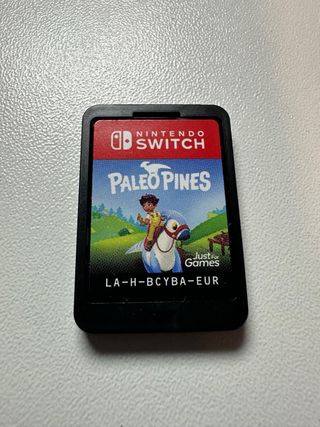 NINTENDO
SWITCH
PALEO PINES
Just For
Games
LA-H-BCYBA-EUR